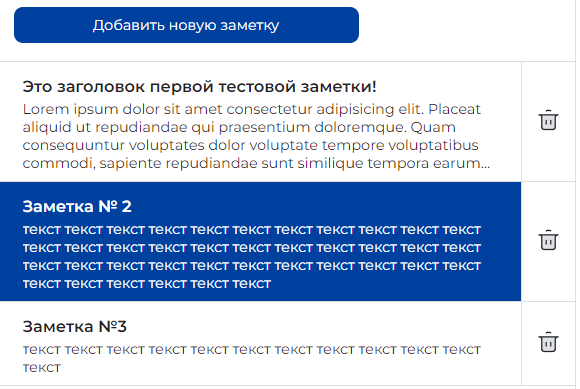 Добавить новую заметку
Это заголовок первой тестовой заметки!
Lorem ipsum dolor sit amet consectetur adipisicing elit. Placeat
aliquid ut repudiandae qui praesentium doloremque. Quam
consequuntur voluptates dolor voluptate tempore voluptatibus
commodi, sapiente repudiandae sunt similique tempora earum...
Заметка № 2
текст текст текст текст текст текст текст текст текст текст текст
текст текст текст текст текст текст текст текст текст текст текст
текст текст текст текст текст текст текст текст текст текст текст
текст текст текст текст текст текст
Заметка №3
текст текст текст текст текст текст текст текст текст текст текст
текст